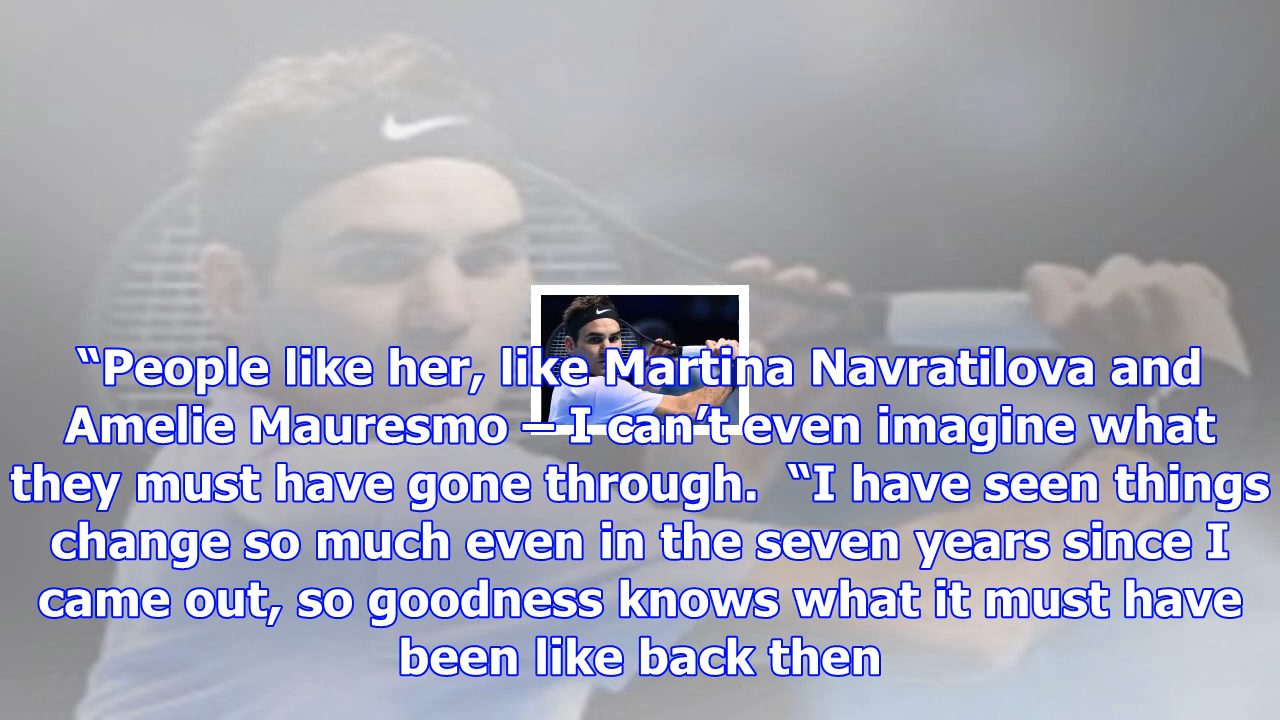 “People like her, like Martina Navratilova and
Amelie Mauresmo – I can’t even imagine what
they must have gone through.  “I have seen things
change so much even in the seven years since I
came out, so goodness knows what it must have
been like back then